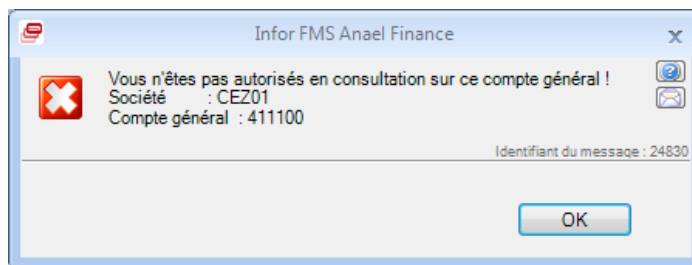 Infor FMS Anael Finance
Vous n'êtes pas autorisés en consultation sur ce compte général !
Société : CEZ01
Compte général : 411100
Identifiant du message : 24830
OK